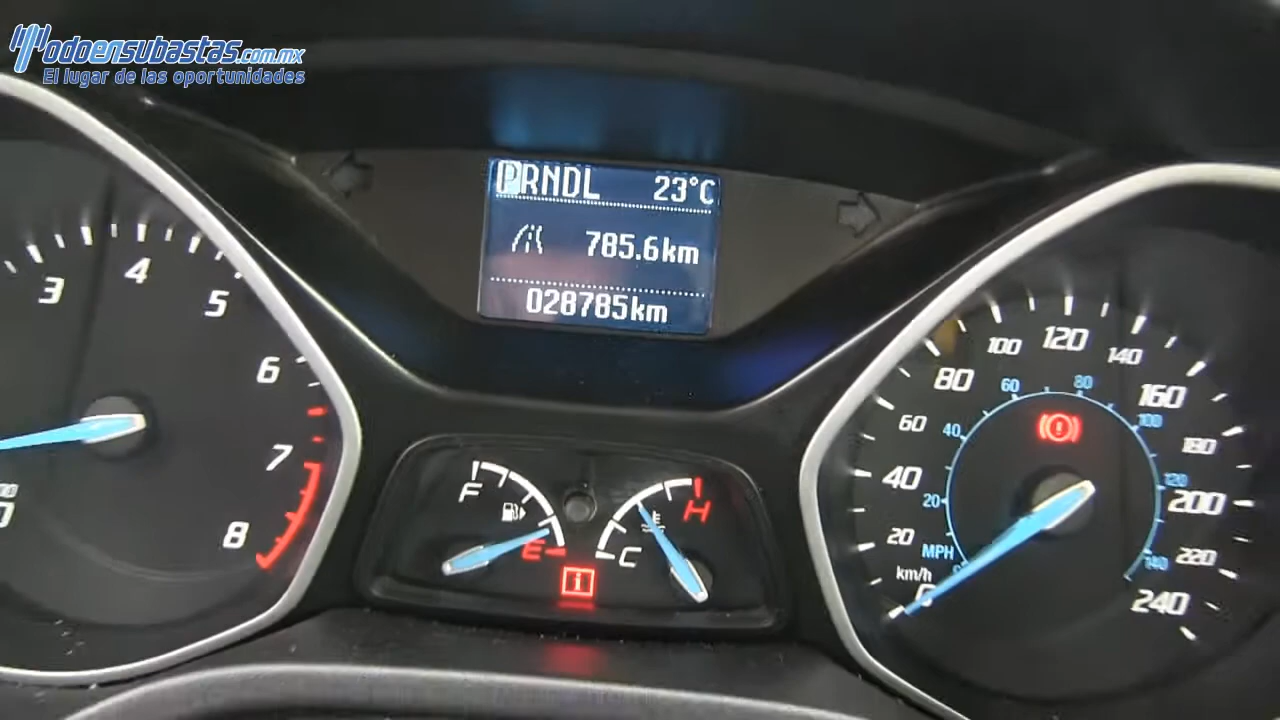 Todoensubastas.com.mx
El lugar de las oportunidades
PRNDL 23°C
785.6km
028785km
3 4 5 6 7 8
F E
C H
0 20 40 60 80 100 120 140 160 180 200 220 240
km/h
20 40 60 80 100 120 140
MPH